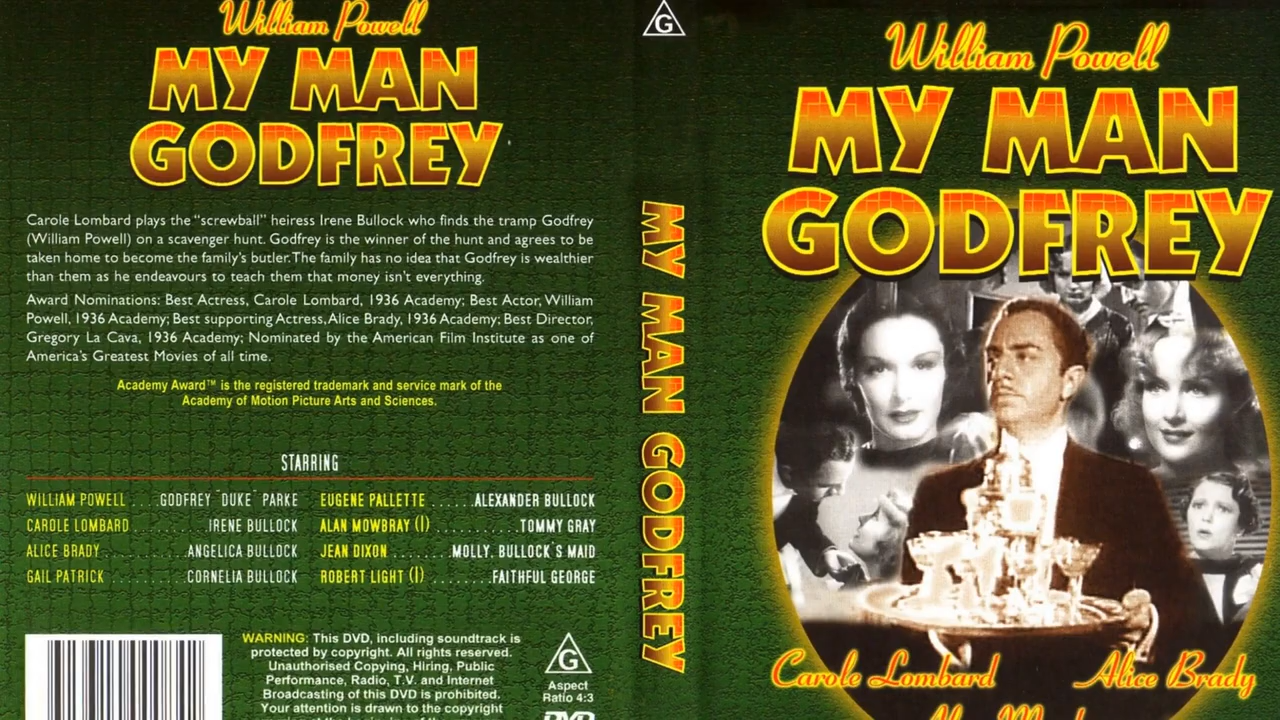 William Powell
MY MAN
GODFREY
Carole Lombard plays the "screwball" heiress Irene Bullock who finds the tramp Godfrey
(William Powell) on a scavenger hunt. Godfrey is the winner of the hunt and agrees to be
taken home to become the family's butler. The family has no idea that Godfrey is wealthier
than them as he endeavours to teach them that money isn't everything.
Award Nominations: Best Actress, Carole Lombard, 1936 Academy; Best Actor, William
Powell, 1936 Academy; Best supporting Actress, Alice Brady, 1936 Academy; Best Director,
Gregory La Cava, 1936 Academy; Nominated by the American Film Institute as one of
America's Greatest Movies of all time.
Academy Award™ is the registered trademark and service mark of the
Academy of Motion Picture Arts and Sciences.
STARRING
WILLIAM POWELL . . . GODFREY "DUKE" PARKE
CAROLE LOMBARD . . . . . . . . . IRENE BULLOCK
ALICE BRADY . . . . . . . . . ANGELICA BULLOCK
GAIL PATRICK . . . . . . . . CORNELIA BULLOCK
EUGENE PALLETTE . . . . . . ALEXANDER BULLOCK
ALAN MOWBRAY (I) . . . . . . . . . . TOMMY GRAY
JEAN DIXON . . . . . . . MOLLY, BULLOCK'S MAID
ROBERT LIGHT (I) . . . . . . . . FAITHFUL GEORGE
WARNING: This DVD, including soundtrack is
protected by copyright. All rights reserved.
Unauthorised Copying, Hiring, Public
Performance, Radio, T.V. and Internet
Broadcasting of this DVD is prohibited.
Your attention is drawn to the copyright
G
Aspect
Ratio 4:3
G
MY MAN GODFREY
William Powell
MY MAN
GODFREY
Carole Lombard
Alice Brady